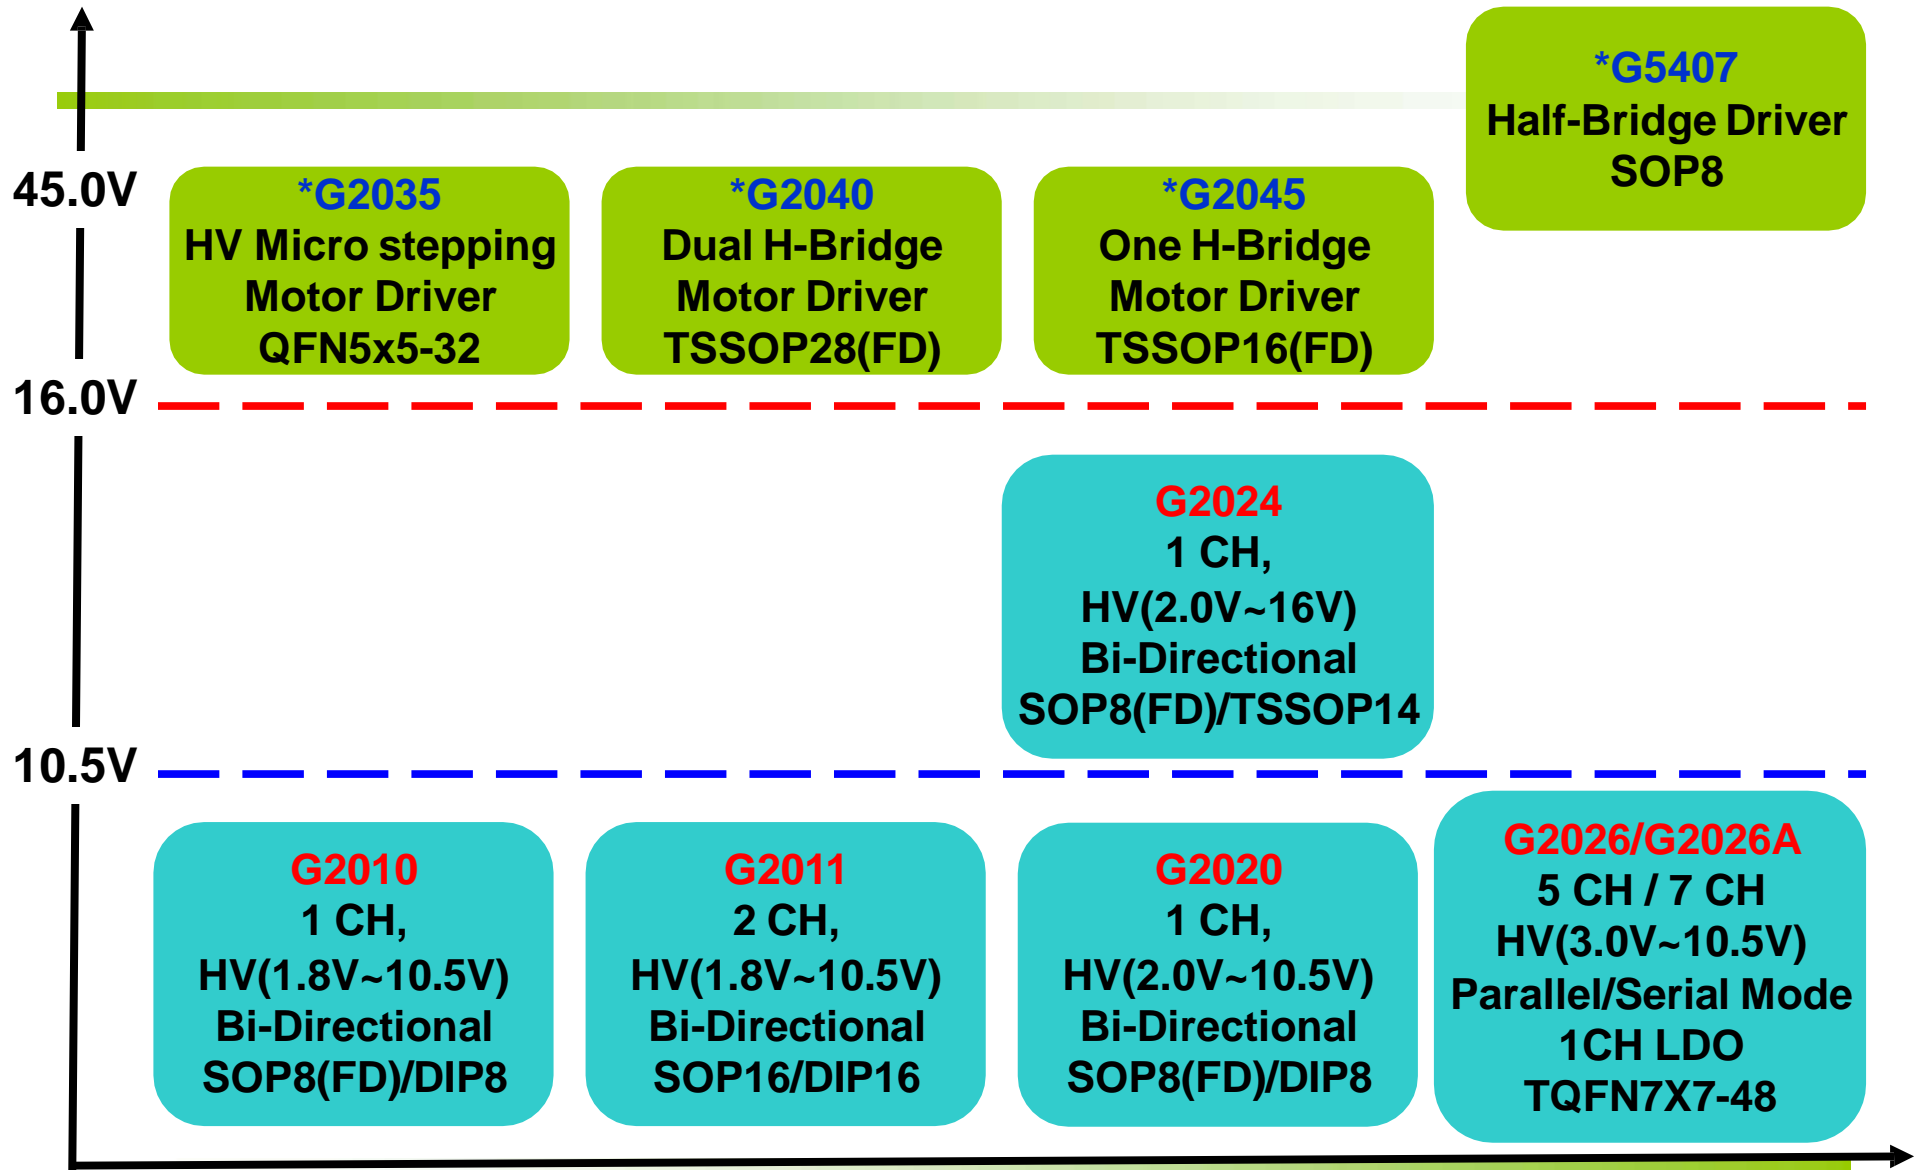 *G5407
Half-Bridge Driver
SOP8
45.0V
*G2035
HV Micro stepping
Motor Driver
QFN5x5-32
*G2040
Dual H-Bridge
Motor Driver
TSSOP28(FD)
*G2045
One H-Bridge
Motor Driver
TSSOP16(FD)
16.0V
G2024
1 CH,
HV(2.0V~16V)
Bi-Directional
SOP8(FD)/TSSOP14
10.5V
G2010
1 CH,
HV(1.8V~10.5V)
Bi-Directional
SOP8(FD)/DIP8
G2011
2 CH,
HV(1.8V~10.5V)
Bi-Directional
SOP16/DIP16
G2020
1 CH,
HV(2.0V~10.5V)
Bi-Directional
SOP8(FD)/DIP8
G2026/G2026A
5 CH / 7 CH
HV(3.0V~10.5V)
Parallel/Serial Mode
1CH LDO
TQFN7X7-48